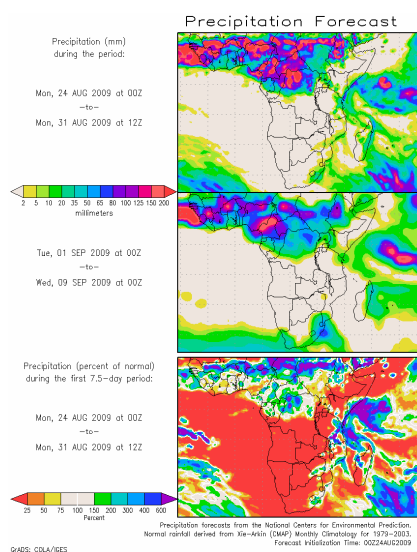 Precipitation Forecast
Precipitation (mm)
during the period:
Mon, 24 AUG 2009 at 00Z
—to—
Mon, 31 AUG 2009 at 12Z
2 5 10 20 35 50 65 80 100 125 150 200
millimeters
Tue, 01 SEP 2009 at 00Z
—to—
Wed, 09 SEP 2009 at 00Z
Precipitation (percent of normal)
during the first 7.5-day period:
Mon, 24 AUG 2009 at 00Z
—to—
Mon, 31 AUG 2009 at 12Z
25 50 75 100 150 200 300 400 600
Percent
Precipitation forecasts from the National Centers for Environmental Prediction.
Normal rainfall derived from Xie-Arkin (CMAP) Monthly Climatology for 1979-2003.
Forecast Initialization Time: 00Z24AUG2009
GrADS: COLA/IGES